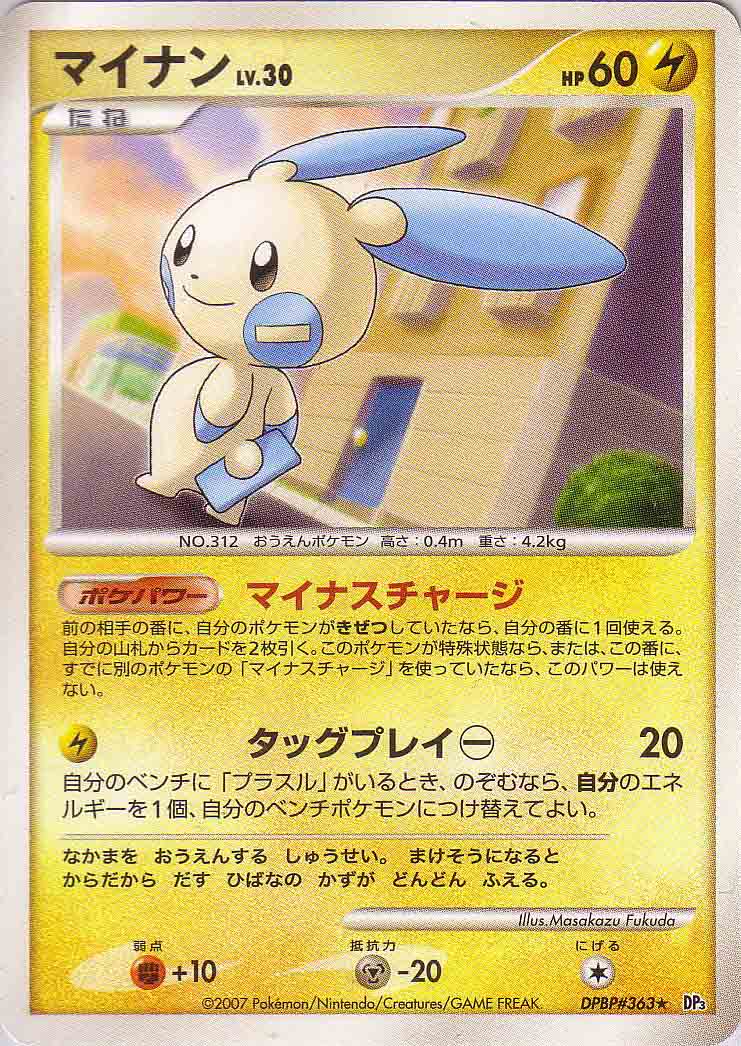 マイナン LV.30 HP60
たね
NO.312 おうえんポケモン 高さ:0.4m 重さ:4.2kg
ポケパワー マイナスチャージ
前の相手の番に、自分のポケモンがきぜつしていたなら、自分の番に1回使える。
自分の山札からカードを2枚引く。このポケモンが特殊状態なら、または、この番に、
すでに別のポケモンの「マイナスチャージ」を使っていたなら、このパワーは使え
ない。
タッグプレイ㊀ 20
自分のベンチに「プラスル」がいるとき、のぞむなら、自分のエネ
ルギーを1個、自分のベンチポケモンにつけ替えてよい。
なかまを おうえんする しゅうせい。 まけそうになると
からだから だす ひばなの かずが どんどん ふえる。
Illus.Masakazu Fukuda
弱点 抵抗力 にげる
+10 -20
©2007 Pokémon/Nintendo/Creatures/GAME FREAK. DPBP#363★ DP3